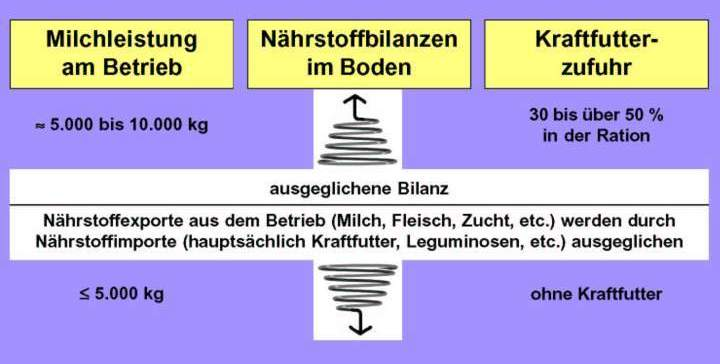 Milchleistung
am Betrieb
Nährstoffbilanzen
im Boden
Kraftfutter-
zufuhr
≈ 5.000 bis 10.000 kg
30 bis über 50 %
in der Ration
ausgeglichene Bilanz
Nährstoffexporte aus dem Betrieb (Milch, Fleisch, Zucht, etc.) werden durch
Nährstoffimporte (hauptsächlich Kraftfutter, Leguminosen, etc.) ausgeglichen
≤ 5.000 kg
ohne Kraftfutter